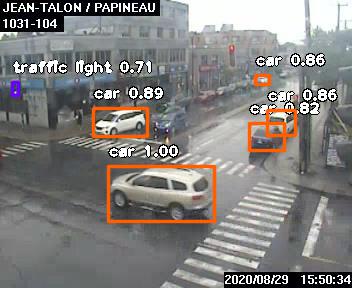 JEAN-TALON / PAPINEAU
1031-104
car 0.86
traffic light 0.71
car 0.89
car 0.86
car 0.82
car 1.00
2020/08/29 15:50:34